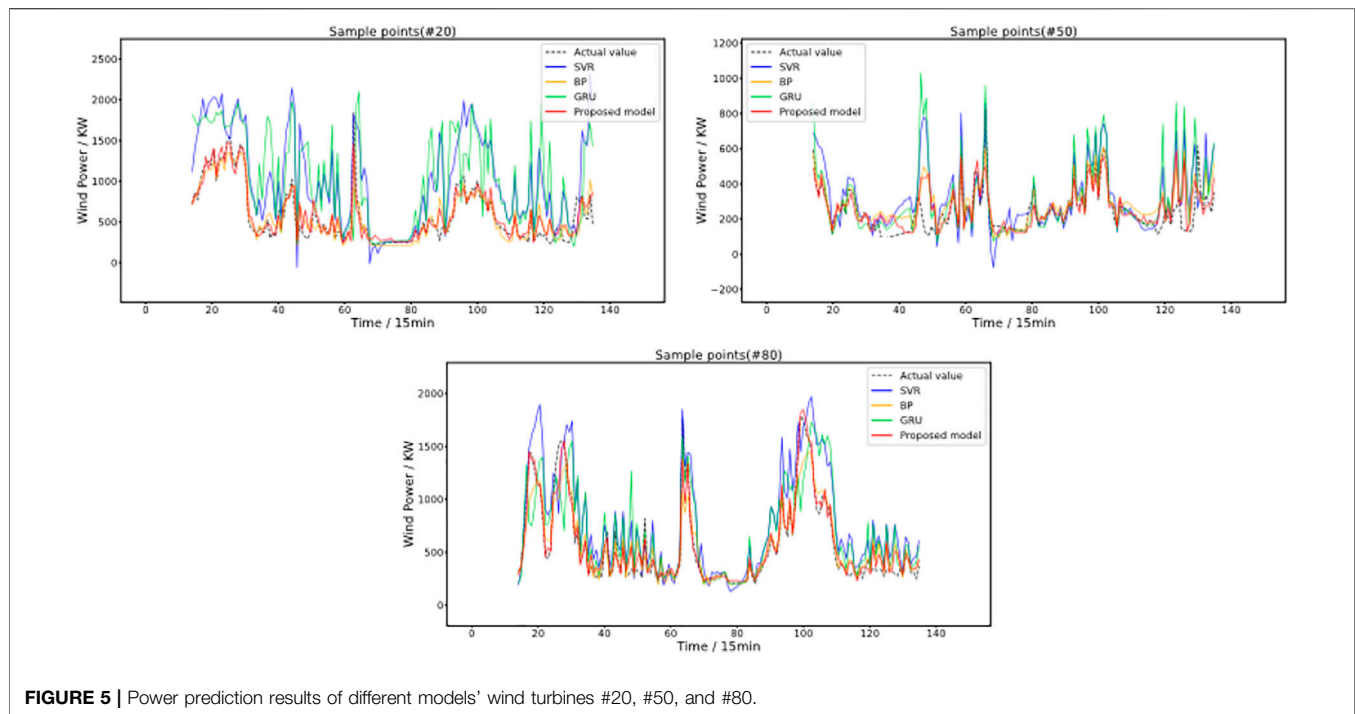 Sample points(#20)
Wind Power / KW
2500
2000
1500
1000
500
0
0 20 40 60 80 100 120 140
Time / 15min
Actual value
SVR
BP
GRU
Proposed model
Sample points(#50)
Wind Power / KW
1200
1000
800
600
400
200
0
−200
0 20 40 60 80 100 120 140
Time / 15min
Actual value
SVR
BP
GRU
Proposed model
Sample points(#80)
Wind Power / KW
2000
1500
1000
500
0
0 20 40 60 80 100 120 140
Time / 15min
Actual value
SVR
BP
GRU
Proposed model
FIGURE 5 | Power prediction results of different models’ wind turbines #20, #50, and #80.